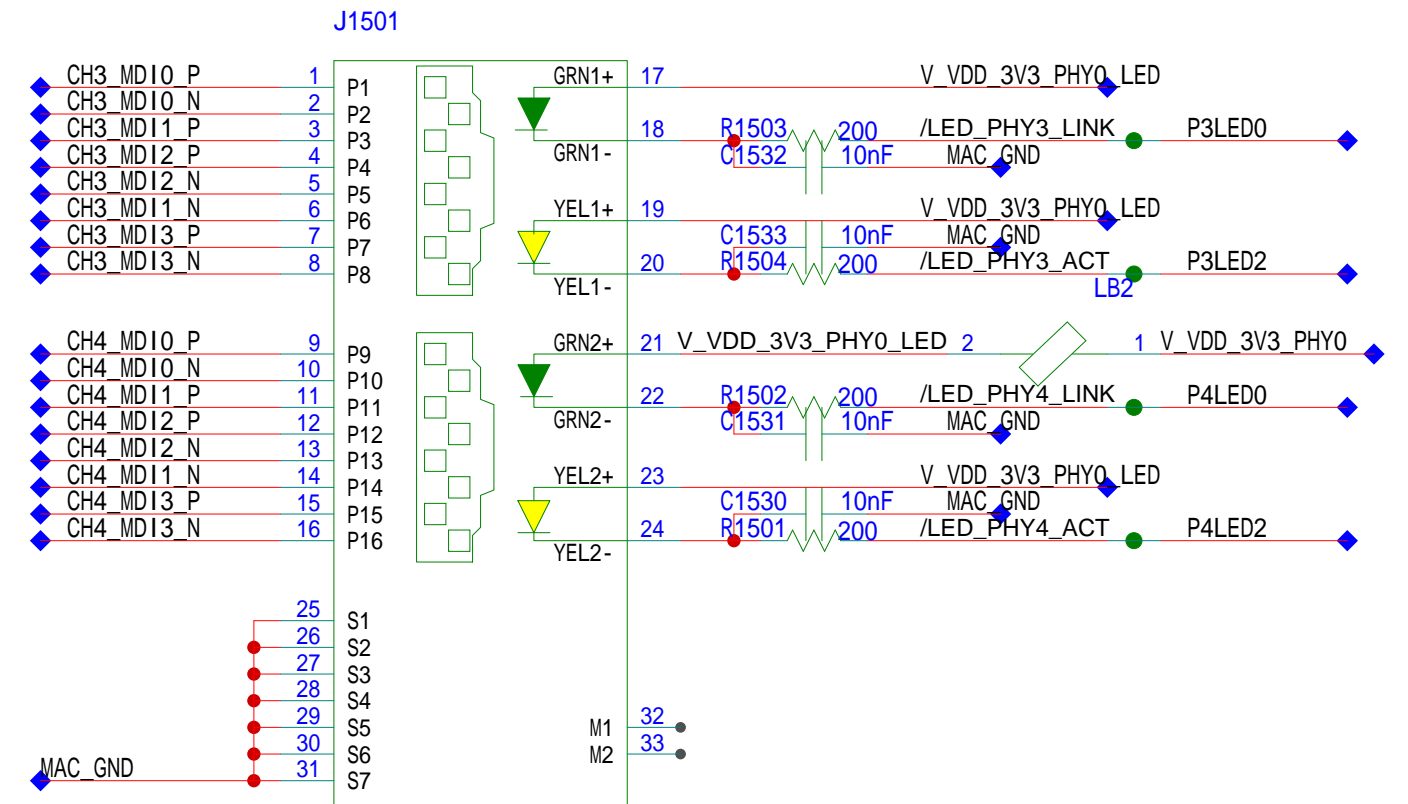 J1501
CH3_MDI0_P 1 P1 GRN1+ 17 V_VDD_3V3_PHY0_LED
CH3_MDI0_N 2 P2
CH3_MDI1_P 3 P3 GRN1- 18 R1503 200 /LED_PHY3_LINK P3LED0
CH3_MDI2_P 4 P4 C1532 10nF MAC_GND
CH3_MDI2_N 5 P5
CH3_MDI1_N 6 P6 YEL1+ 19 V_VDD_3V3_PHY0_LED
CH3_MDI3_P 7 P7 C1533 10nF MAC_GND
CH3_MDI3_N 8 P8 YEL1- 20 R1504 200 /LED_PHY3_ACT P3LED2
LB2
CH4_MDI0_P 9 P9 GRN2+ 21 V_VDD_3V3_PHY0_LED 2 1 V_VDD_3V3_PHY0
CH4_MDI0_N 10 P10
CH4_MDI1_P 11 P11 GRN2- 22 R1502 200 /LED_PHY4_LINK P4LED0
CH4_MDI2_P 12 P12 C1531 10nF MAC_GND
CH4_MDI2_N 13 P13
CH4_MDI1_N 14 P14 YEL2+ 23 V_VDD_3V3_PHY0_LED
CH4_MDI3_P 15 P15 C1530 10nF MAC_GND
CH4_MDI3_N 16 P16 YEL2- 24 R1501 200 /LED_PHY4_ACT P4LED2
25 S1
26 S2
27 S3
28 S4
29 S5 M1 32
30 S6 M2 33
MAC_GND 31 S7